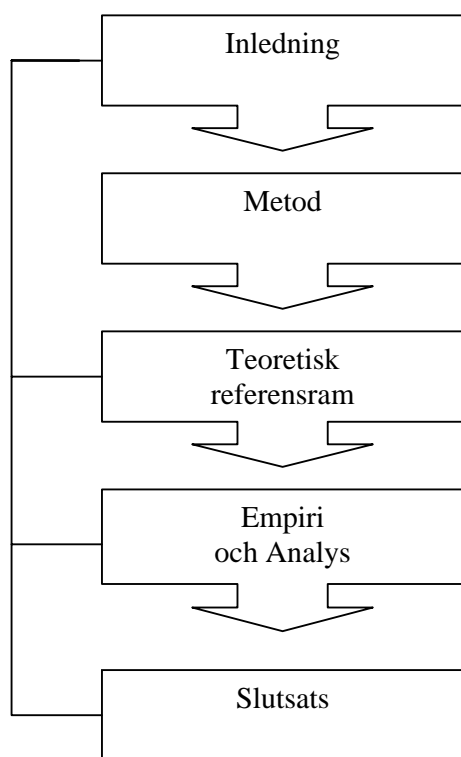 Inledning
Metod
Teoretisk
referensram
Empiri
och Analys
Slutsats